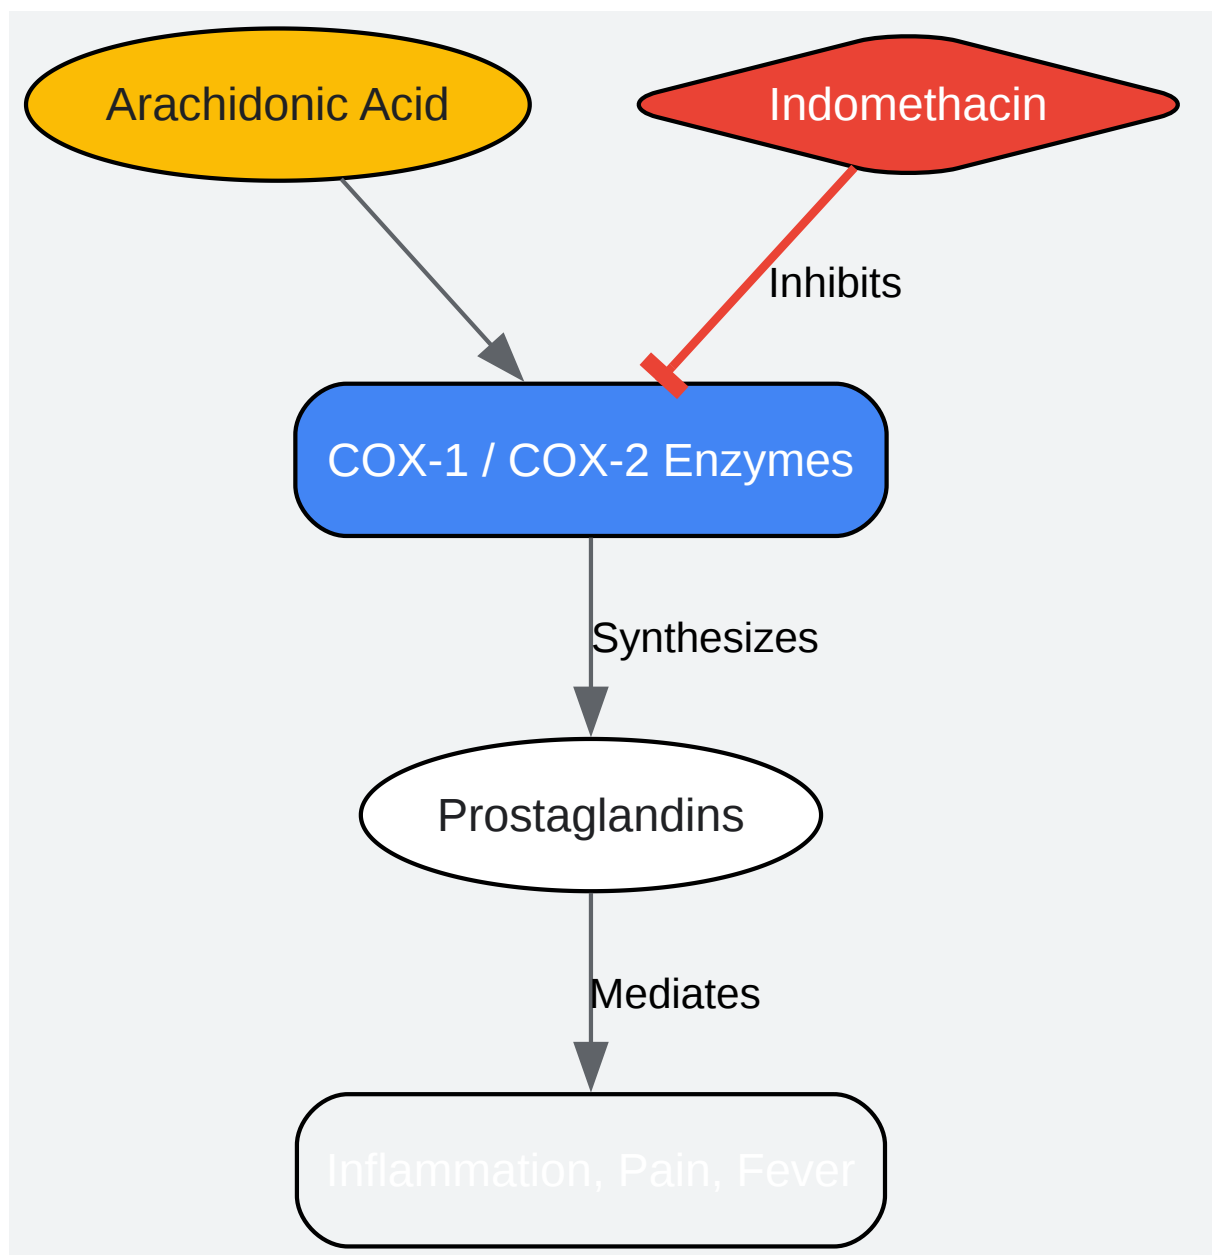 Arachidonic Acid
Indomethacin
Inhibits
COX-1 / COX-2 Enzymes
Synthesizes
Prostaglandins
Mediates
Inflammation, Pain, Fever